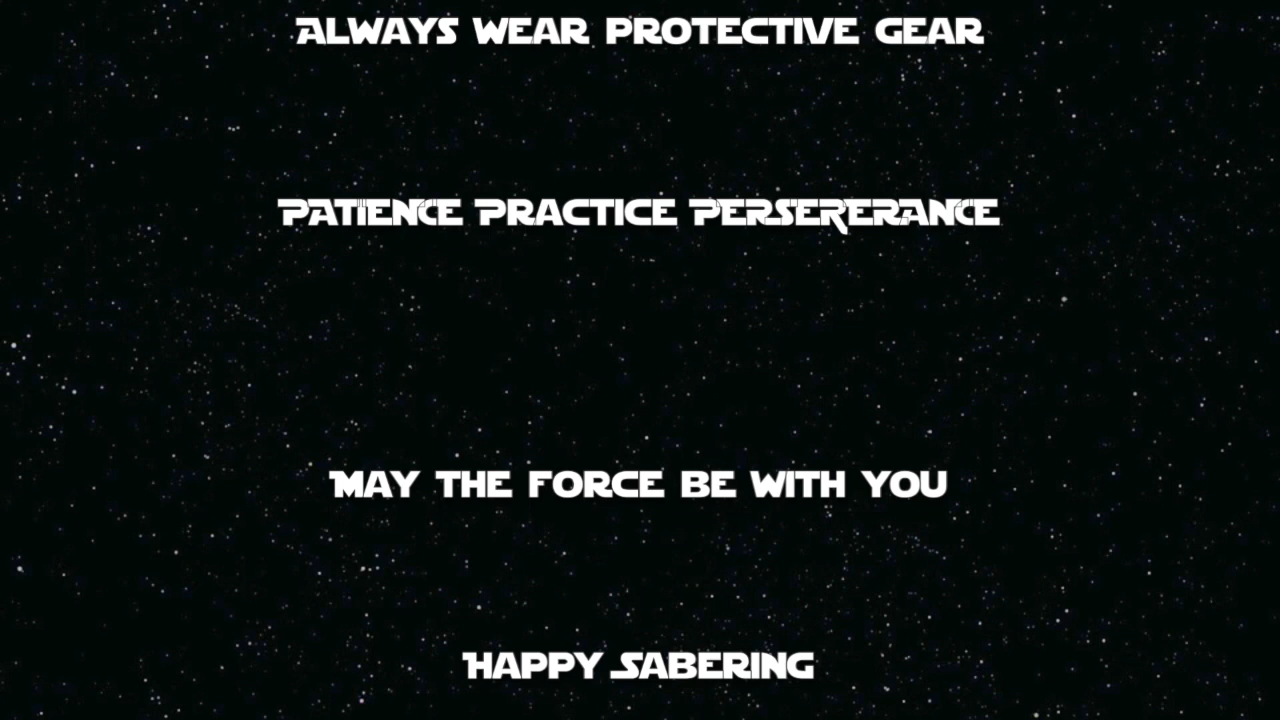 Always wear protective gear
Patience Practice Persererance
May the force be with you
Happy Sabering